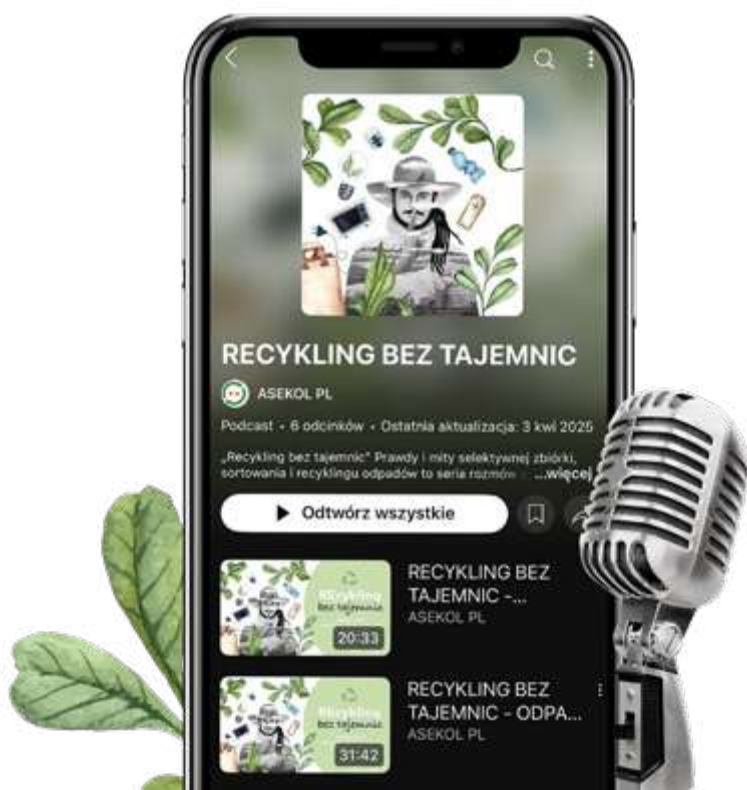 RECYKLING BEZ TAJEMNIC
ASEKOL PL
Podcast • 6 odcinków • Ostatnia aktualizacja: 3 kwi 2025
„Recykling bez tajemnic" Prawdy i mity selektywnej zbiórki,
sortowania i recyklingu odpadów to seria rozmów ...więcej
Odtwórz wszystkie
REcykling
bez tajemnic
20:33
RECYKLING BEZ
TAJEMNIC -...
ASEKOL PL
REcykling
bez tajemnic
31:42
RECYKLING BEZ
TAJEMNIC - ODPA...
ASEKOL PL